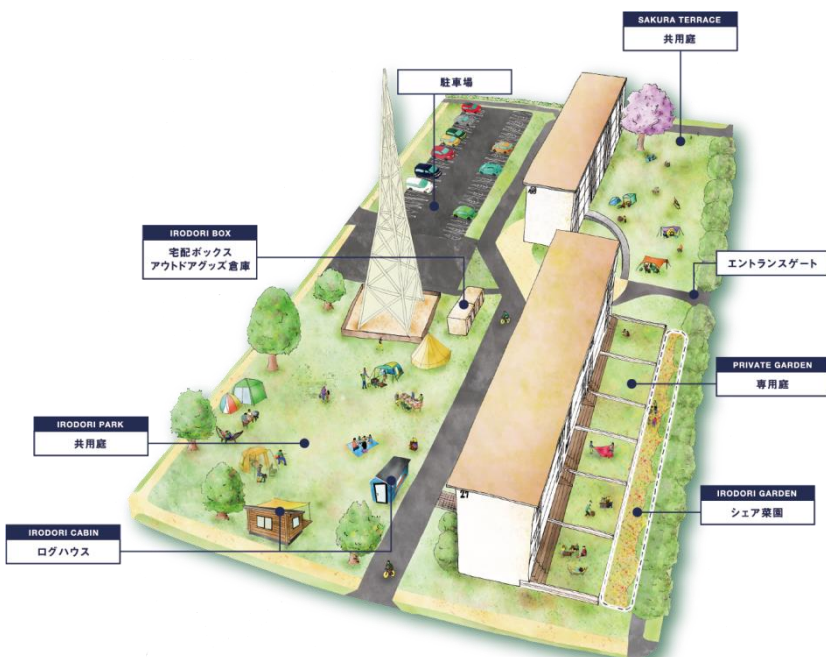 SAKURA TERRACE
共用庭
駐車場
IRODORI BOX
宅配ボックス
アウトドアグッズ倉庫
エントランスゲート
PRIVATE GARDEN
専用庭
IRODORI PARK
共用庭
IRODORI GARDEN
シェア菜園
IRODORI CABIN
ログハウス
27